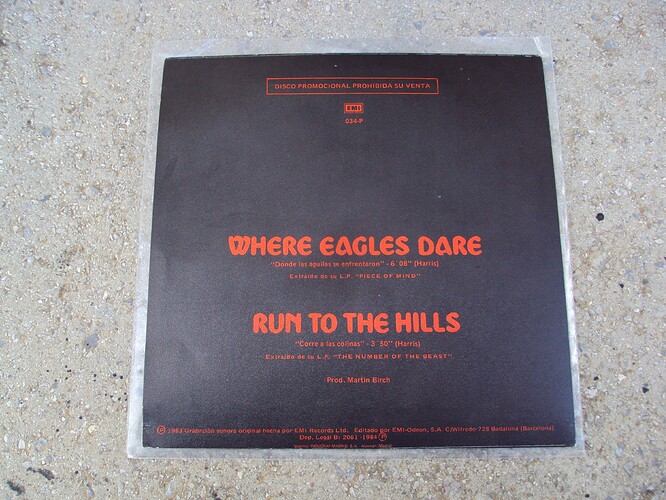 DISCO PROMOCIONAL PROHIBIDA SU VENTA
EMI
034-P
WHERE EAGLES DARE
"Donde las aguilas se enfrentaron" - 6´08" (Harris)
Extraído de su L.P. "PIECE OF MIND"
RUN TO THE HILLS
"Corre a las colinas" - 3´50" (Harris)
Extraído de su L.P. "THE NUMBER OF THE BEAST"
Prod. Martin Birch
Ⓟ 1983 Grabación sonora original hecha por EMI Records Ltd. Editado por EMI-Odeon, S.A. C/Wifredo 728 Badalona (Barcelona)
Dep. Legal B: 2061 -1984 Ⓟ